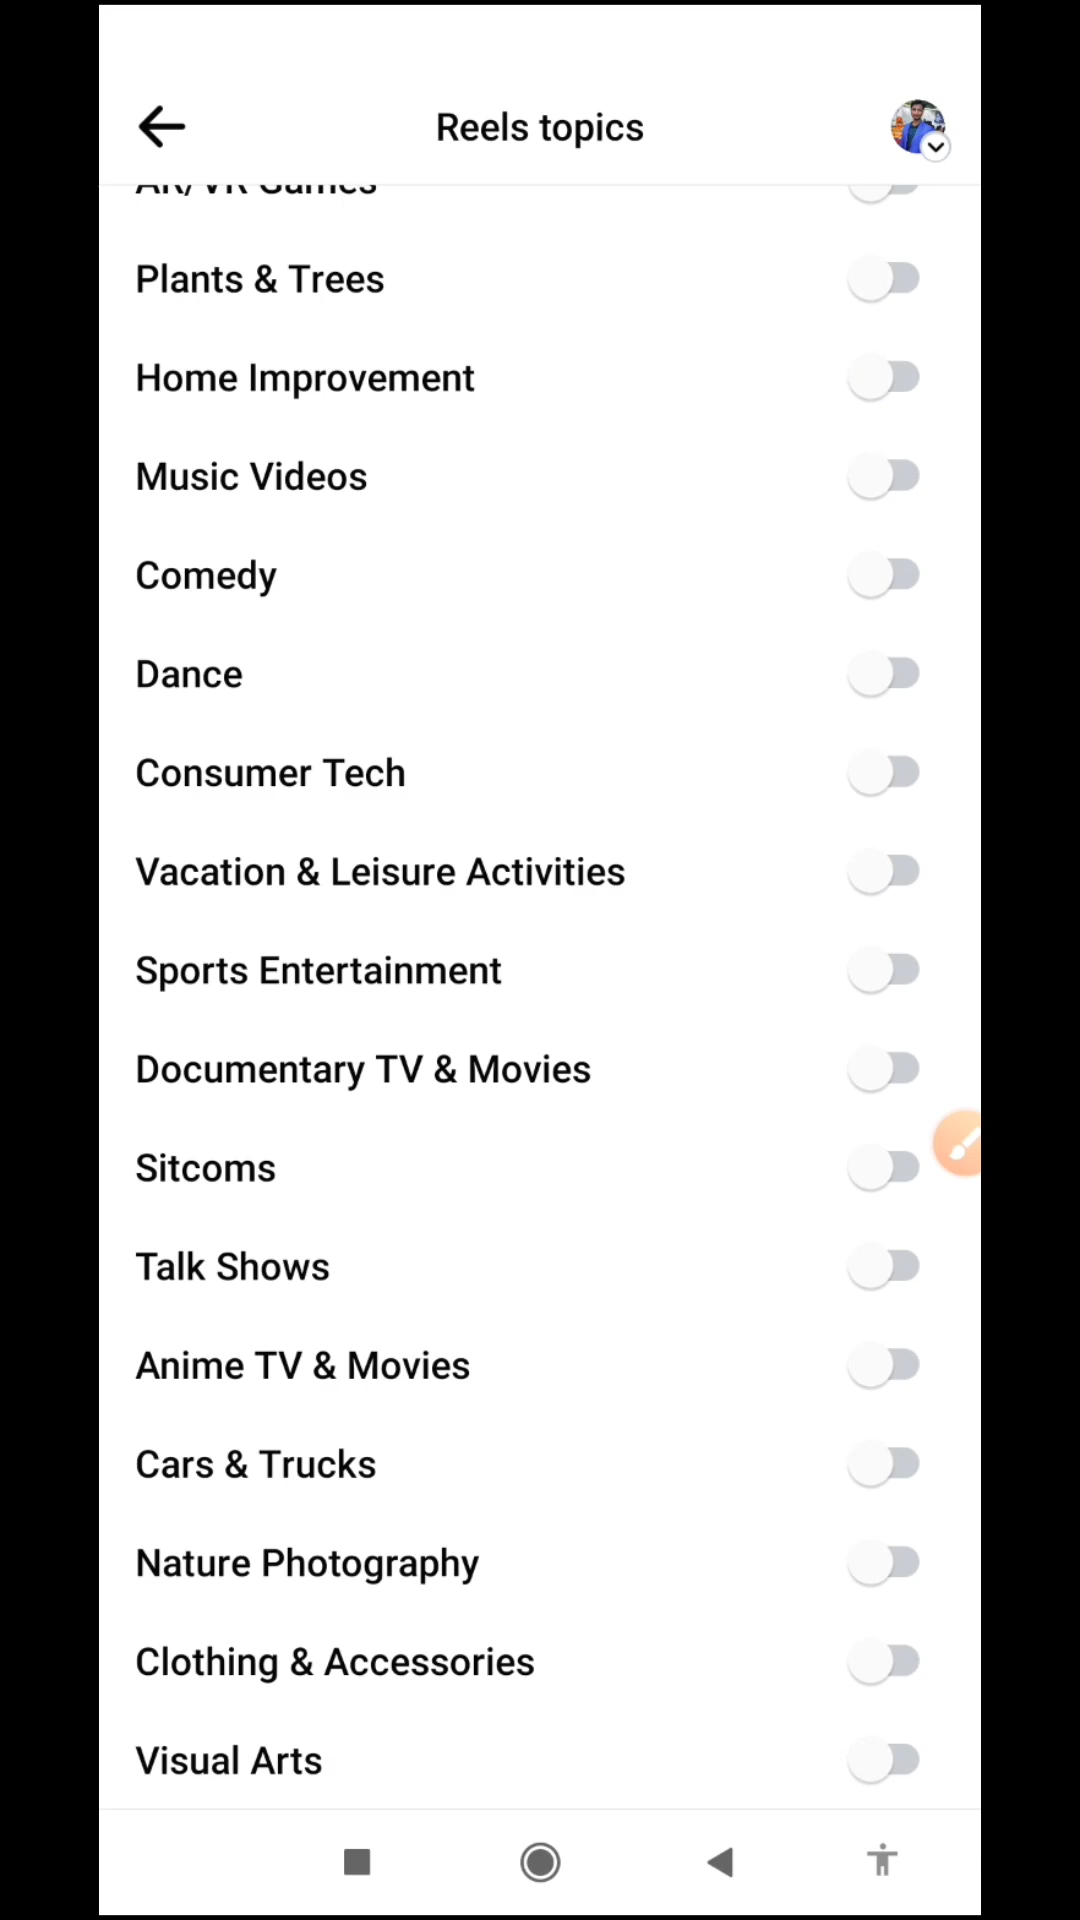 Reels topics
AR/VR Games
Plants & Trees
Home Improvement
Music Videos
Comedy
Dance
Consumer Tech
Vacation & Leisure Activities
Sports Entertainment
Documentary TV & Movies
Sitcoms
Talk Shows
Anime TV & Movies
Cars & Trucks
Nature Photography
Clothing & Accessories
Visual Arts